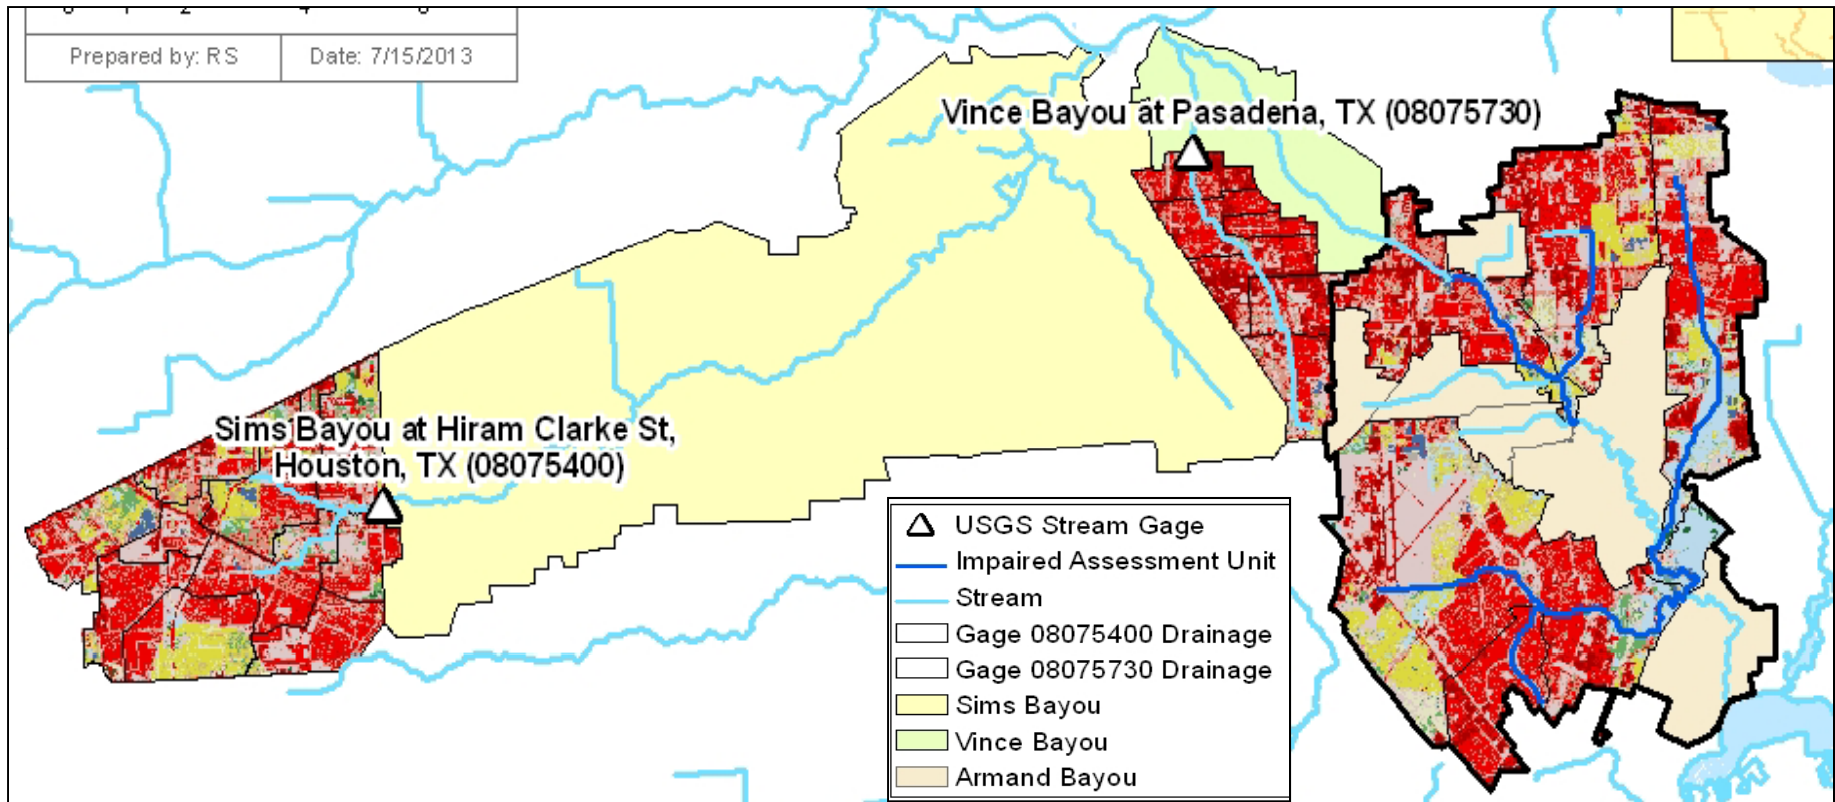 Prepared by: RS
Date: 7/15/2013
Vince Bayou at Pasadena, TX (08075730)
Sims Bayou at Hiram Clarke St,
Houston, TX (08075400)
USGS Stream Gage
Impaired Assessment Unit
Stream
Gage 08075400 Drainage
Gage 08075730 Drainage
Sims Bayou
Vince Bayou
Armand Bayou